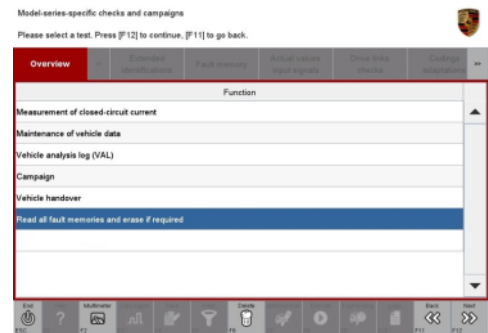 Model-series-specific checks and campaigns
Please select a test. Press [F12] to continue, [F11] to go back.
Overview
Extended identifications
Fault memory
Actual values input signals
Drive links checks
Codings adaptations
Function
Measurement of closed-circuit current
Maintenance of vehicle data
Vehicle analysis log (VAL)
Campaign
Vehicle handover
Read all fault memories and erase if required
End
Multimeter
Delete
Back
Next
ESC
F2
F6
F11
F12